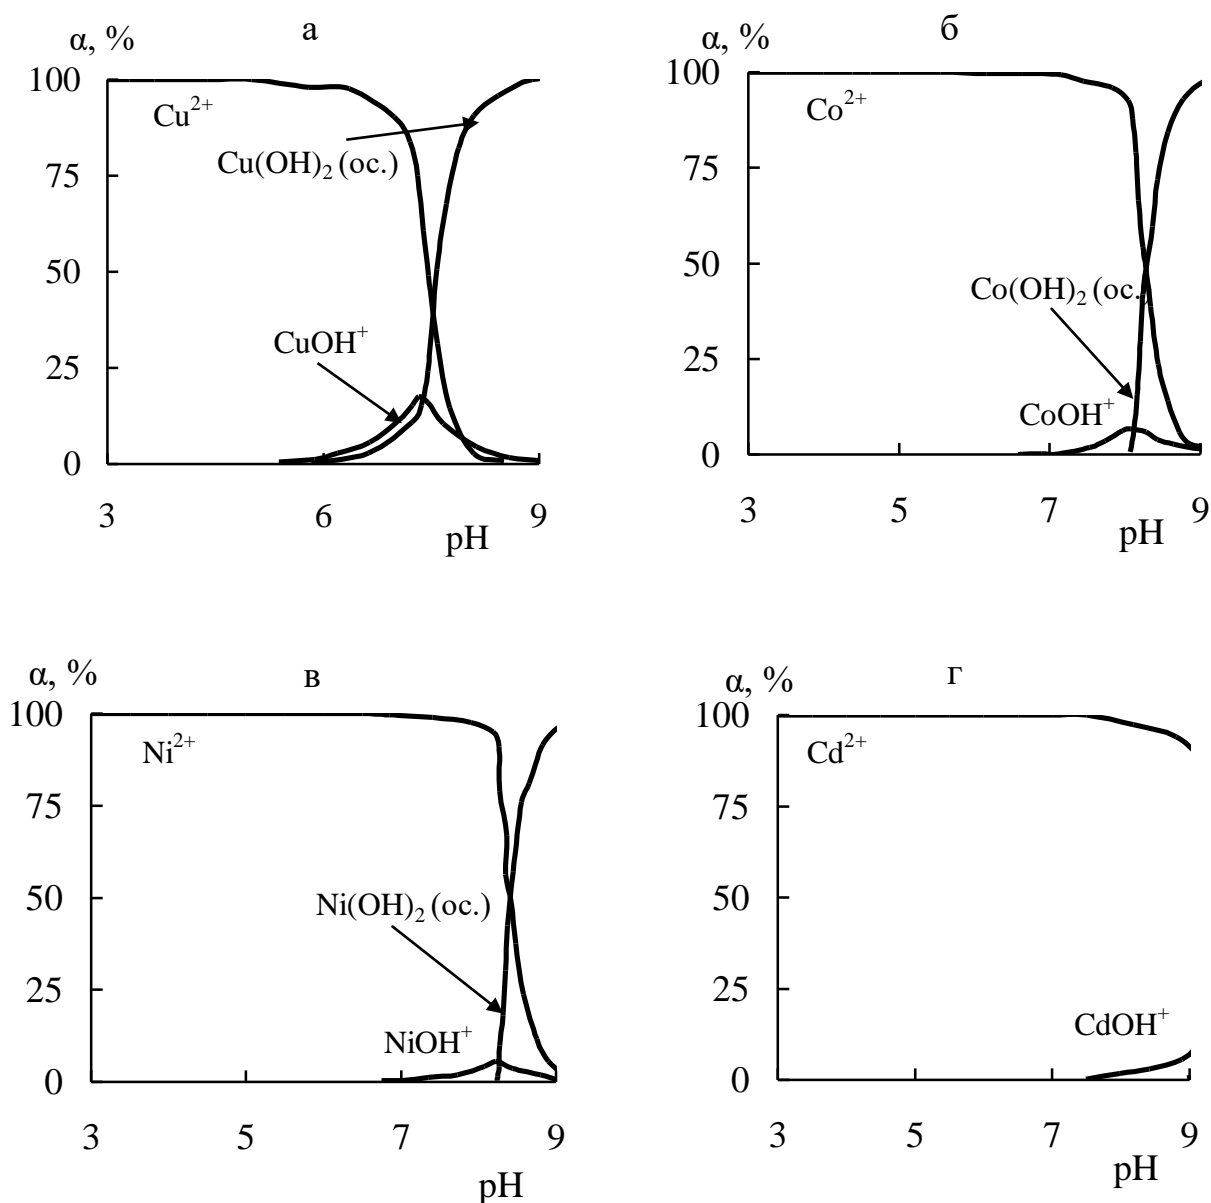 а
α, %
100
Cu²⁺
Cu(OH)₂ (ос.)
75
50
CuOH⁺
25
0
3 6 9
pH
б
α, %
100
Co²⁺
75
50
Co(OH)₂ (ос.)
25
CoOH⁺
0
3 5 7 9
pH
в
α, %
100
Ni²⁺
75
50
Ni(OH)₂ (ос.)
25
NiOH⁺
0
3 5 7 9
pH
г
α, %
100
Cd²⁺
75
50
25
CdOH⁺
0
3 5 7 9
pH